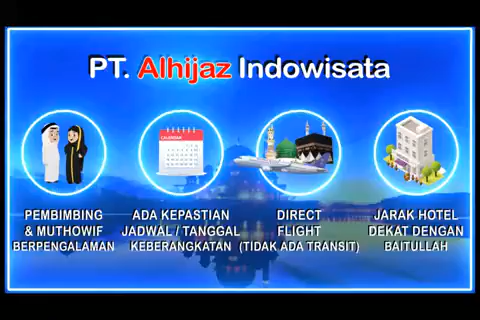 PT. Alhijaz Indowisata
CALENDAR
PEMBIMBING
& MUTHOWIF
BERPENGALAMAN
ADA KEPASTIAN
JADWAL / TANGGAL
KEBERANGKATAN
DIRECT
FLIGHT
(TIDAK ADA TRANSIT)
JARAK HOTEL
DEKAT DENGAN
BAITULLAH